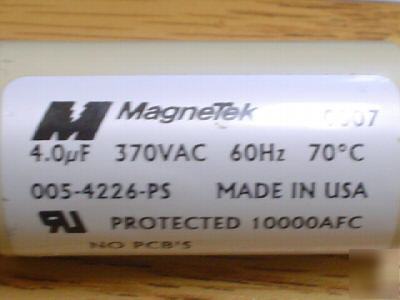 MagneTek
4.0µF 370VAC 60Hz 70°C
005-4226-PS MADE IN USA
PROTECTED 10000AFC
NO PCB'S